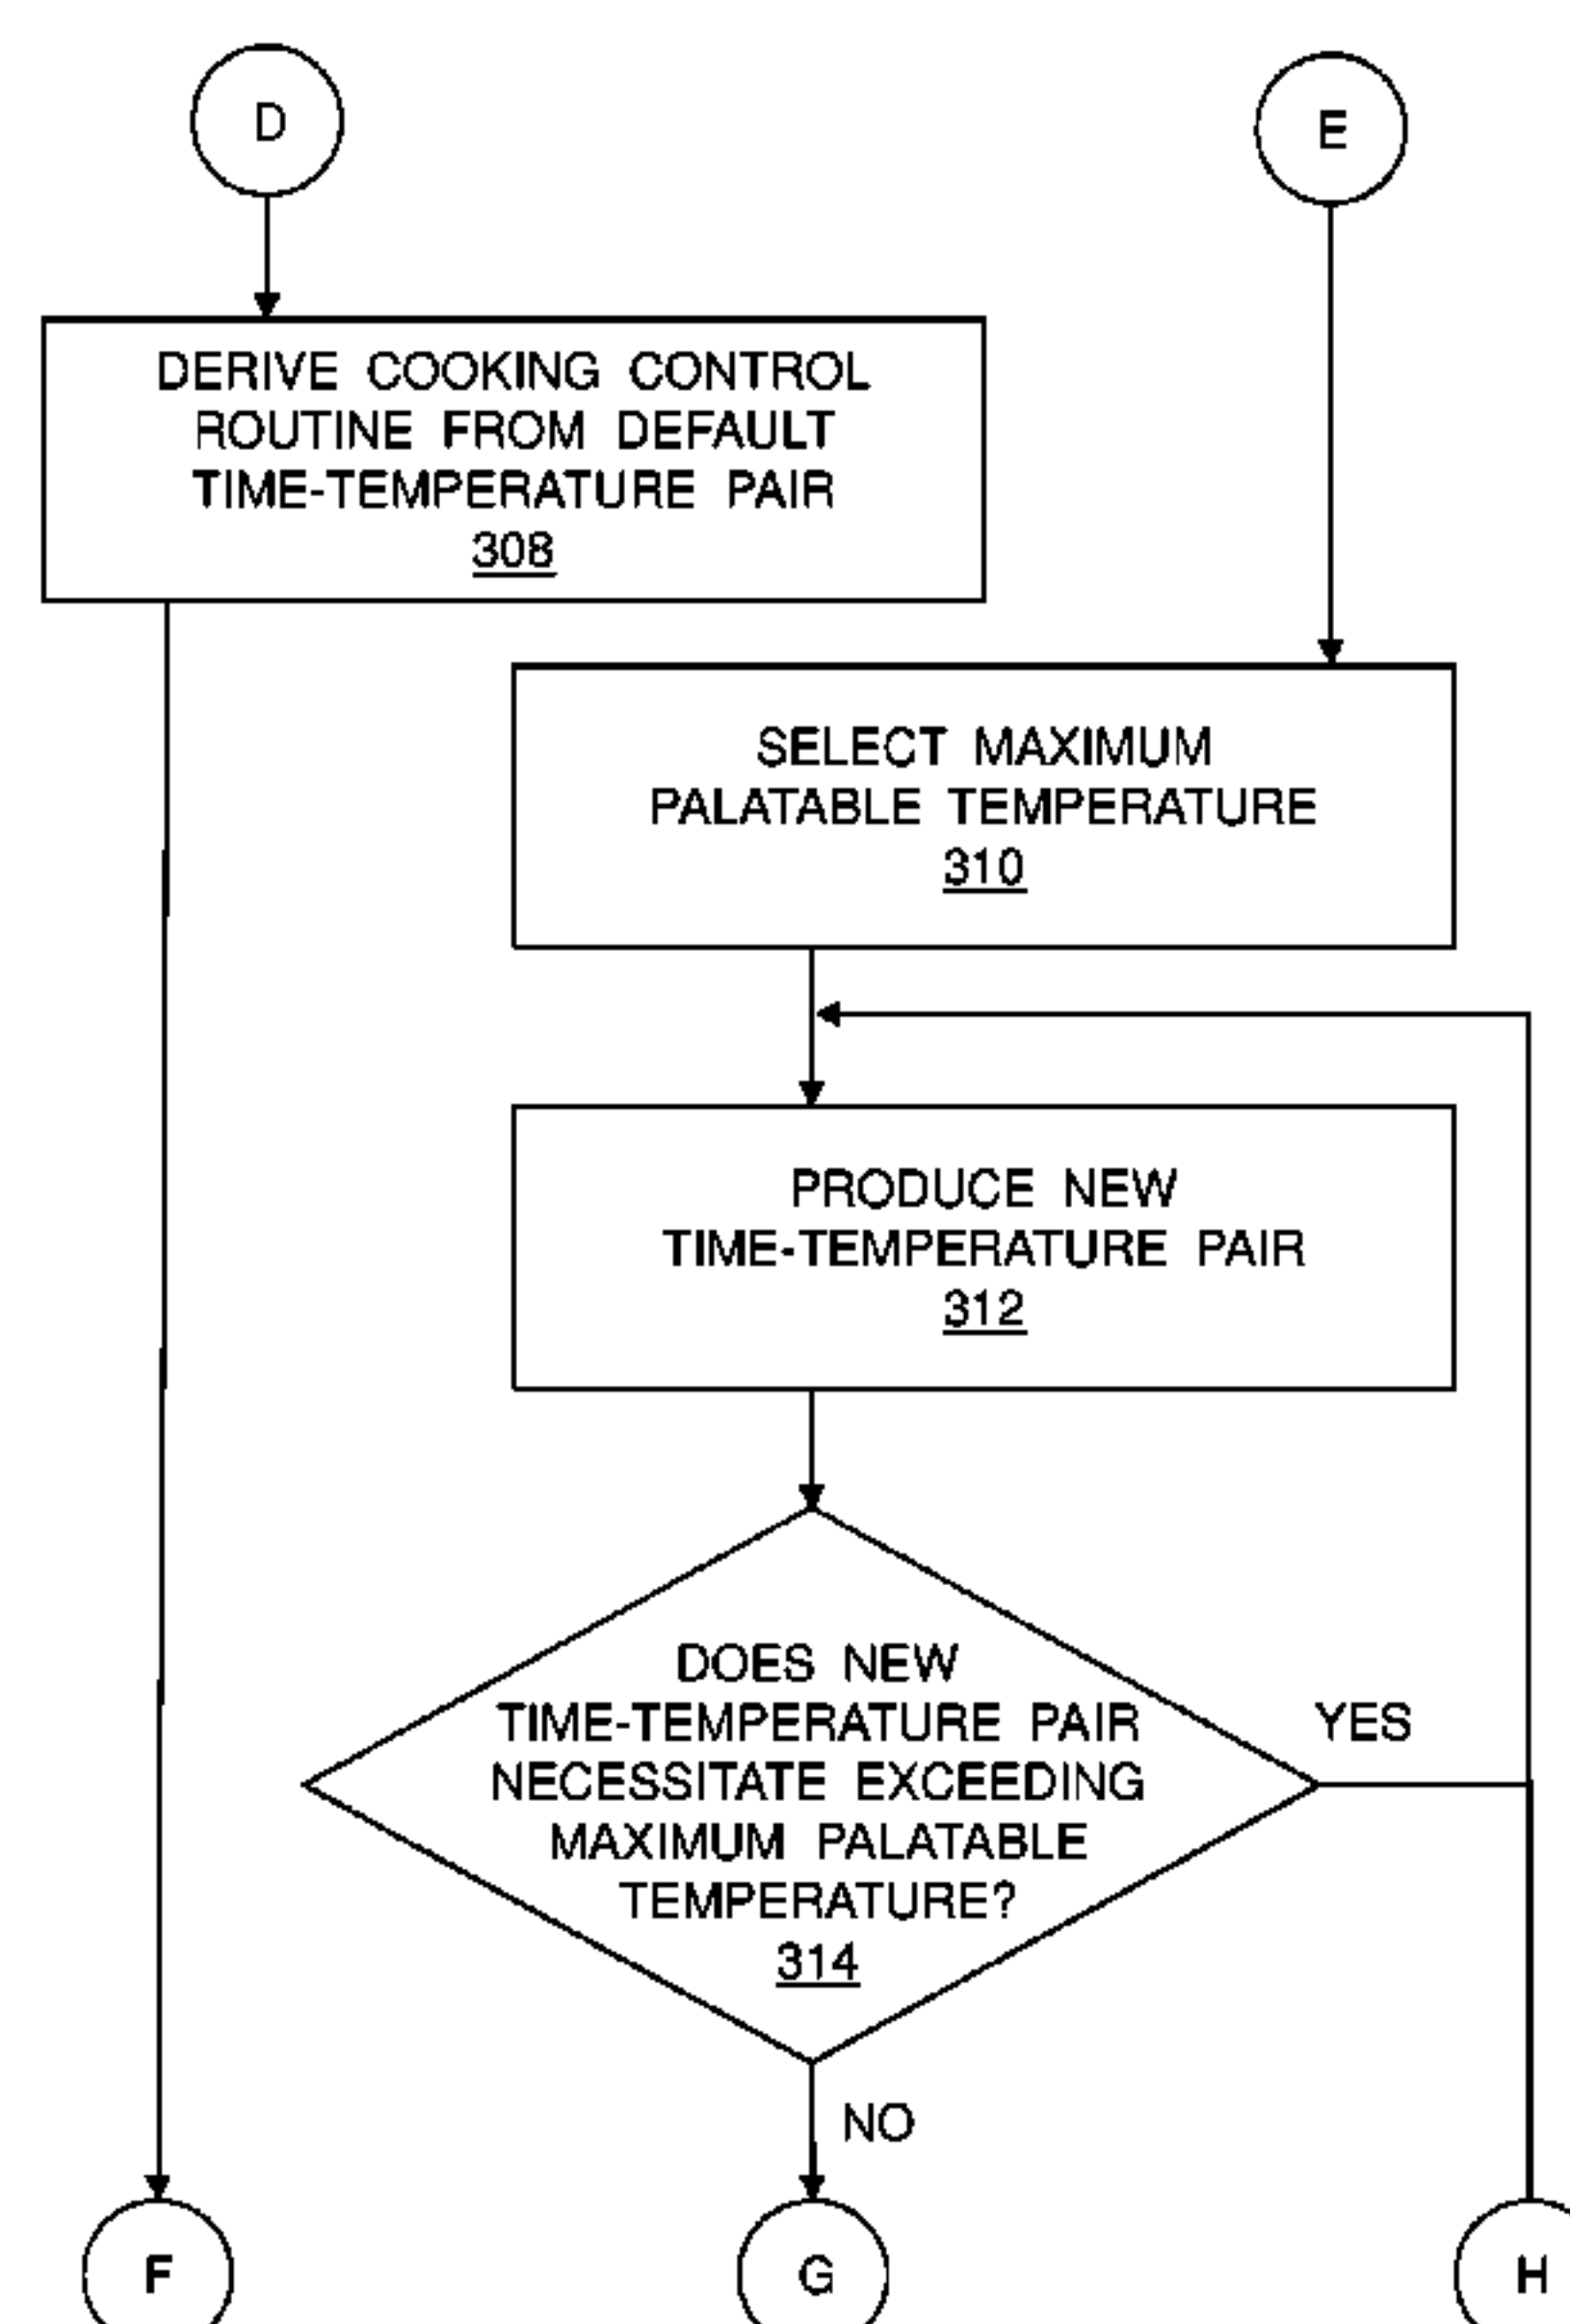 D
E
DERIVE COOKING CONTROL
ROUTINE FROM DEFAULT
TIME-TEMPERATURE PAIR
308
SELECT MAXIMUM
PALATABLE TEMPERATURE
310
PRODUCE NEW
TIME-TEMPERATURE PAIR
312
DOES NEW
TIME-TEMPERATURE PAIR
NECESSITATE EXCEEDING
MAXIMUM PALATABLE
TEMPERATURE?
314
YES
NO
F
G
H